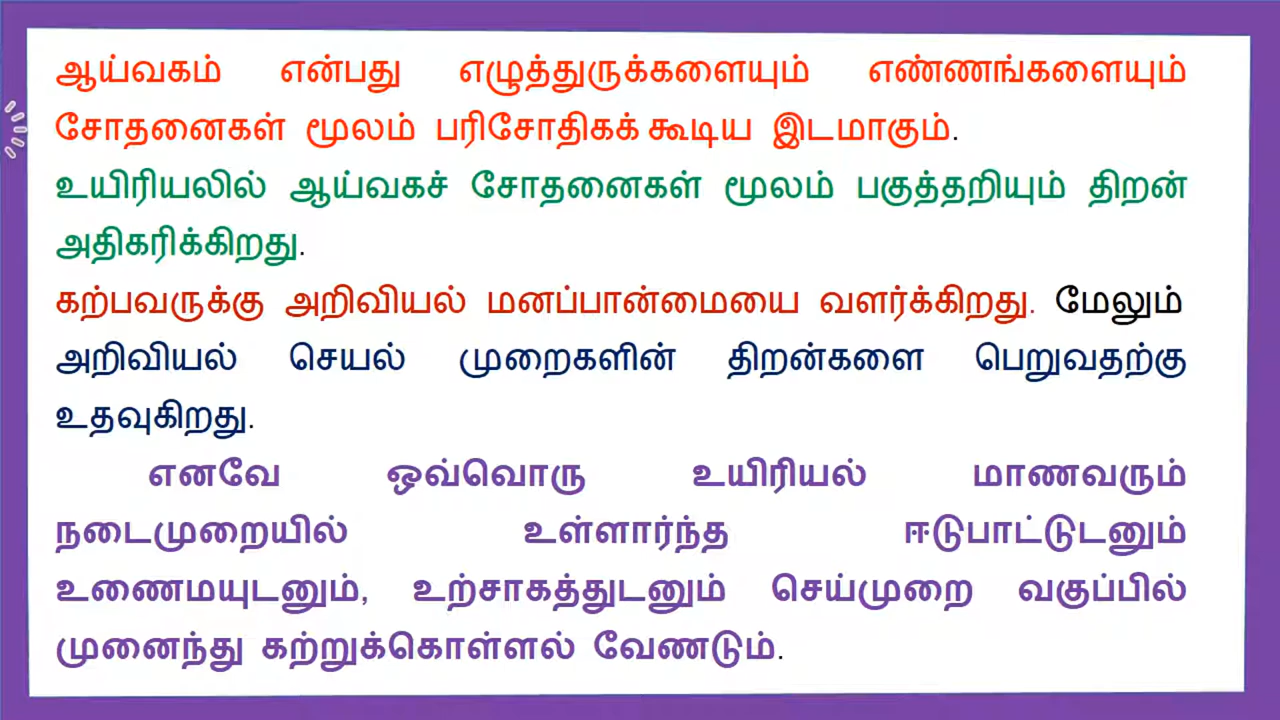 ஆய்வகம் என்பது எழுத்துருக்களையும் எண்ணங்களையும்
சோதனைகள் மூலம் பரிசோதிகக் கூடிய இடமாகும்.
உயிரியலில் ஆய்வகச் சோதனைகள் மூலம் பகுத்தறியும் திறன்
அதிகரிக்கிறது.
கற்பவருக்கு அறிவியல் மனப்பான்மையை வளர்க்கிறது. மேலும்
அறிவியல் செயல் முறைகளின் திறன்களை பெறுவதற்கு
உதவுகிறது.
எனவே ஒவ்வொரு உயிரியல் மாணவரும்
நடைமுறையில் உள்ளார்ந்த ஈடுபாட்டுடனும்
உணைமயுடனும், உற்சாகத்துடனும் செய்முறை வகுப்பில்
முனைந்து கற்றுக்கொள்ளல் வேணடும்.